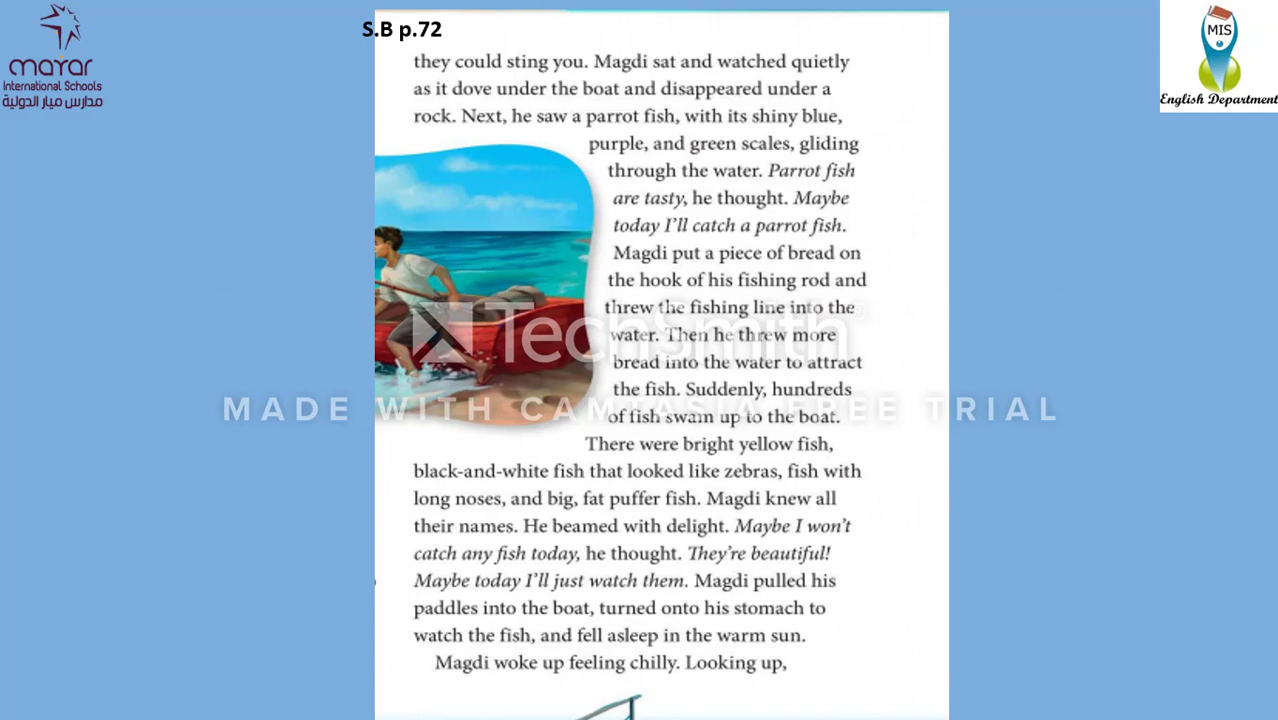 S.B p.72
MIS
mayar
International Schools
مدارس ميار الدولية
English Department
they could sting you. Magdi sat and watched quietly
as it dove under the boat and disappeared under a
rock. Next, he saw a parrot fish, with its shiny blue,
purple, and green scales, gliding
through the water. Parrot fish
are tasty, he thought. Maybe
today I'll catch a parrot fish.
Magdi put a piece of bread on
the hook of his fishing rod and
threw the fishing line into the
water. Then he threw more
bread into the water to attract
the fish. Suddenly, hundreds
of fish swam up to the boat.
There were bright yellow fish,
black-and-white fish that looked like zebras, fish with
long noses, and big, fat puffer fish. Magdi knew all
their names. He beamed with delight. Maybe I won't
catch any fish today, he thought. They're beautiful!
Maybe today I'll just watch them. Magdi pulled his
paddles into the boat, turned onto his stomach to
watch the fish, and fell asleep in the warm sun.
Magdi woke up feeling chilly. Looking up,
TechSmith®
MADE WITH CAMTASIA FREE TRIAL